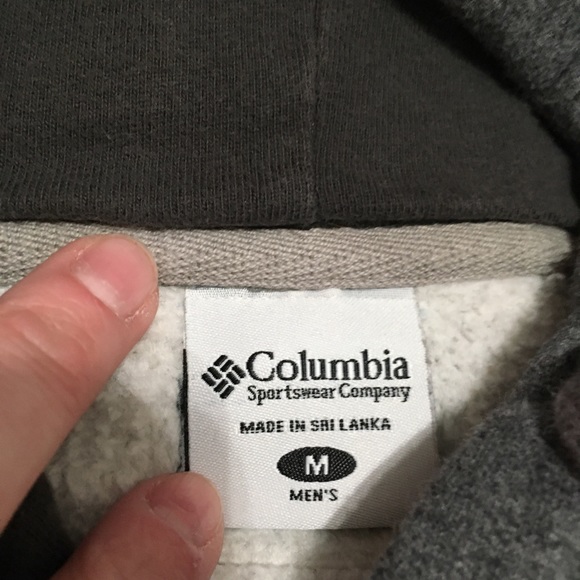 Columbia
Sportswear Company
MADE IN SRI LANKA
M
MEN'S